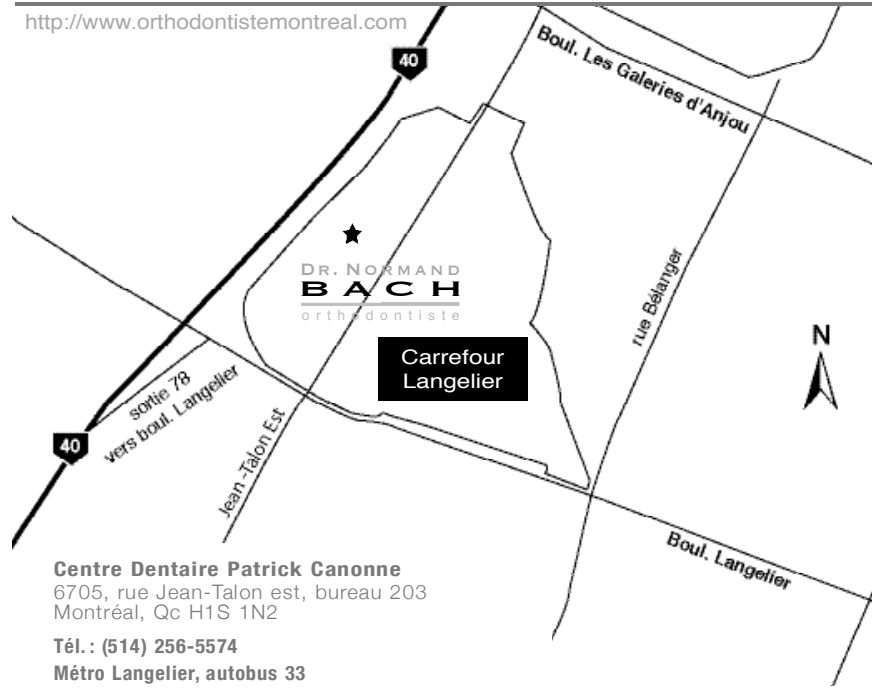 http://www.orthodontistemontreal.com
40
Boul. Les Galeries d'Anjou
DR. NORMAND
BACH
orthodontiste
rue Bélanger
N
Carrefour
Langelier
sortie 78
vers boul. Langelier
40
Jean-Talon Est
Boul. Langelier
Centre Dentaire Patrick Canonne
6705, rue Jean-Talon est, bureau 203
Montréal, Qc H1S 1N2
Tél.: (514) 256-5574
Métro Langelier, autobus 33